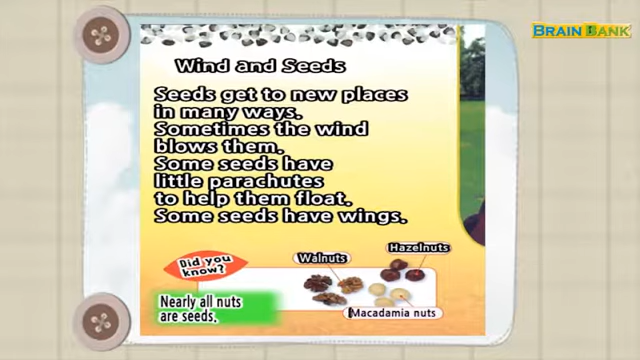 BRAIN BANK
Wind and Seeds
Seeds get to new places
in many ways.
Sometimes the wind
blows them.
Some seeds have
little parachutes
to help them float.
Some seeds have wings.
Did you
know?
Nearly all nuts
are seeds.
Walnuts
Hazelnuts
Macadamia nuts